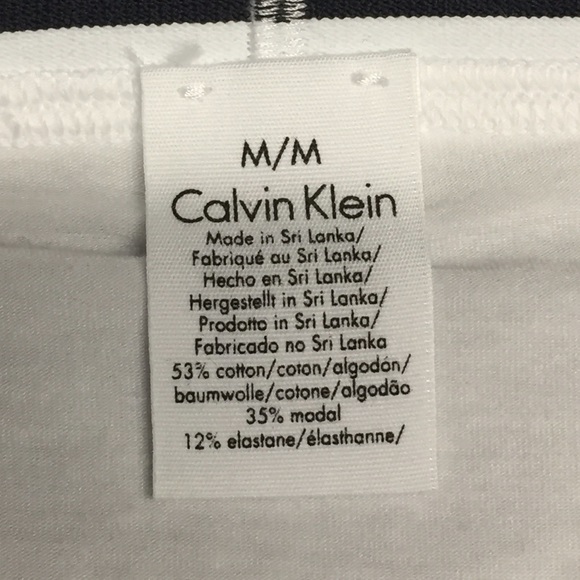 M/M
Calvin Klein
Made in Sri Lanka/
Fabriqué au Sri Lanka/
Hecho en Sri Lanka/
Hergestellt in Sri Lanka/
Prodotto in Sri Lanka/
Fabricado no Sri Lanka
53% cotton/coton/algodón/
baumwolle/cotone/algodão
35% modal
12% elastane/élasthanne/